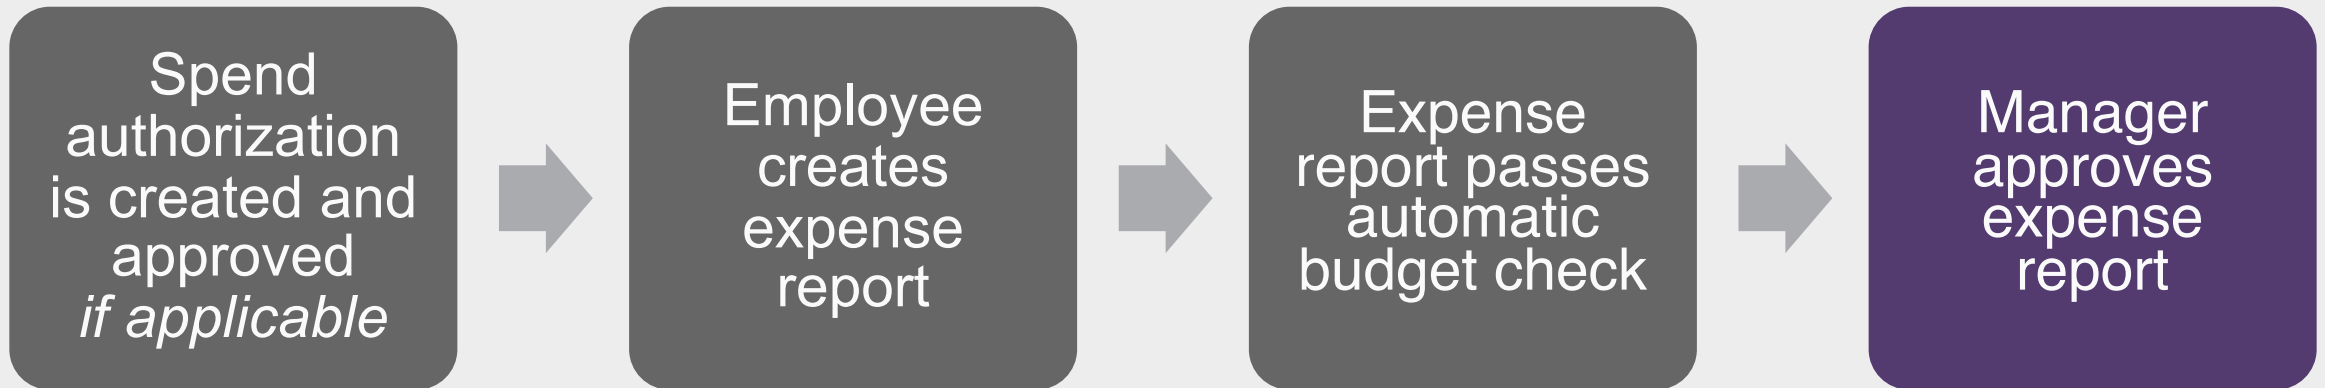 Spend
authorization
is created and
approved
if applicable
Employee
creates
expense
report
Expense
report passes
automatic
budget check
Manager
approves
expense
report